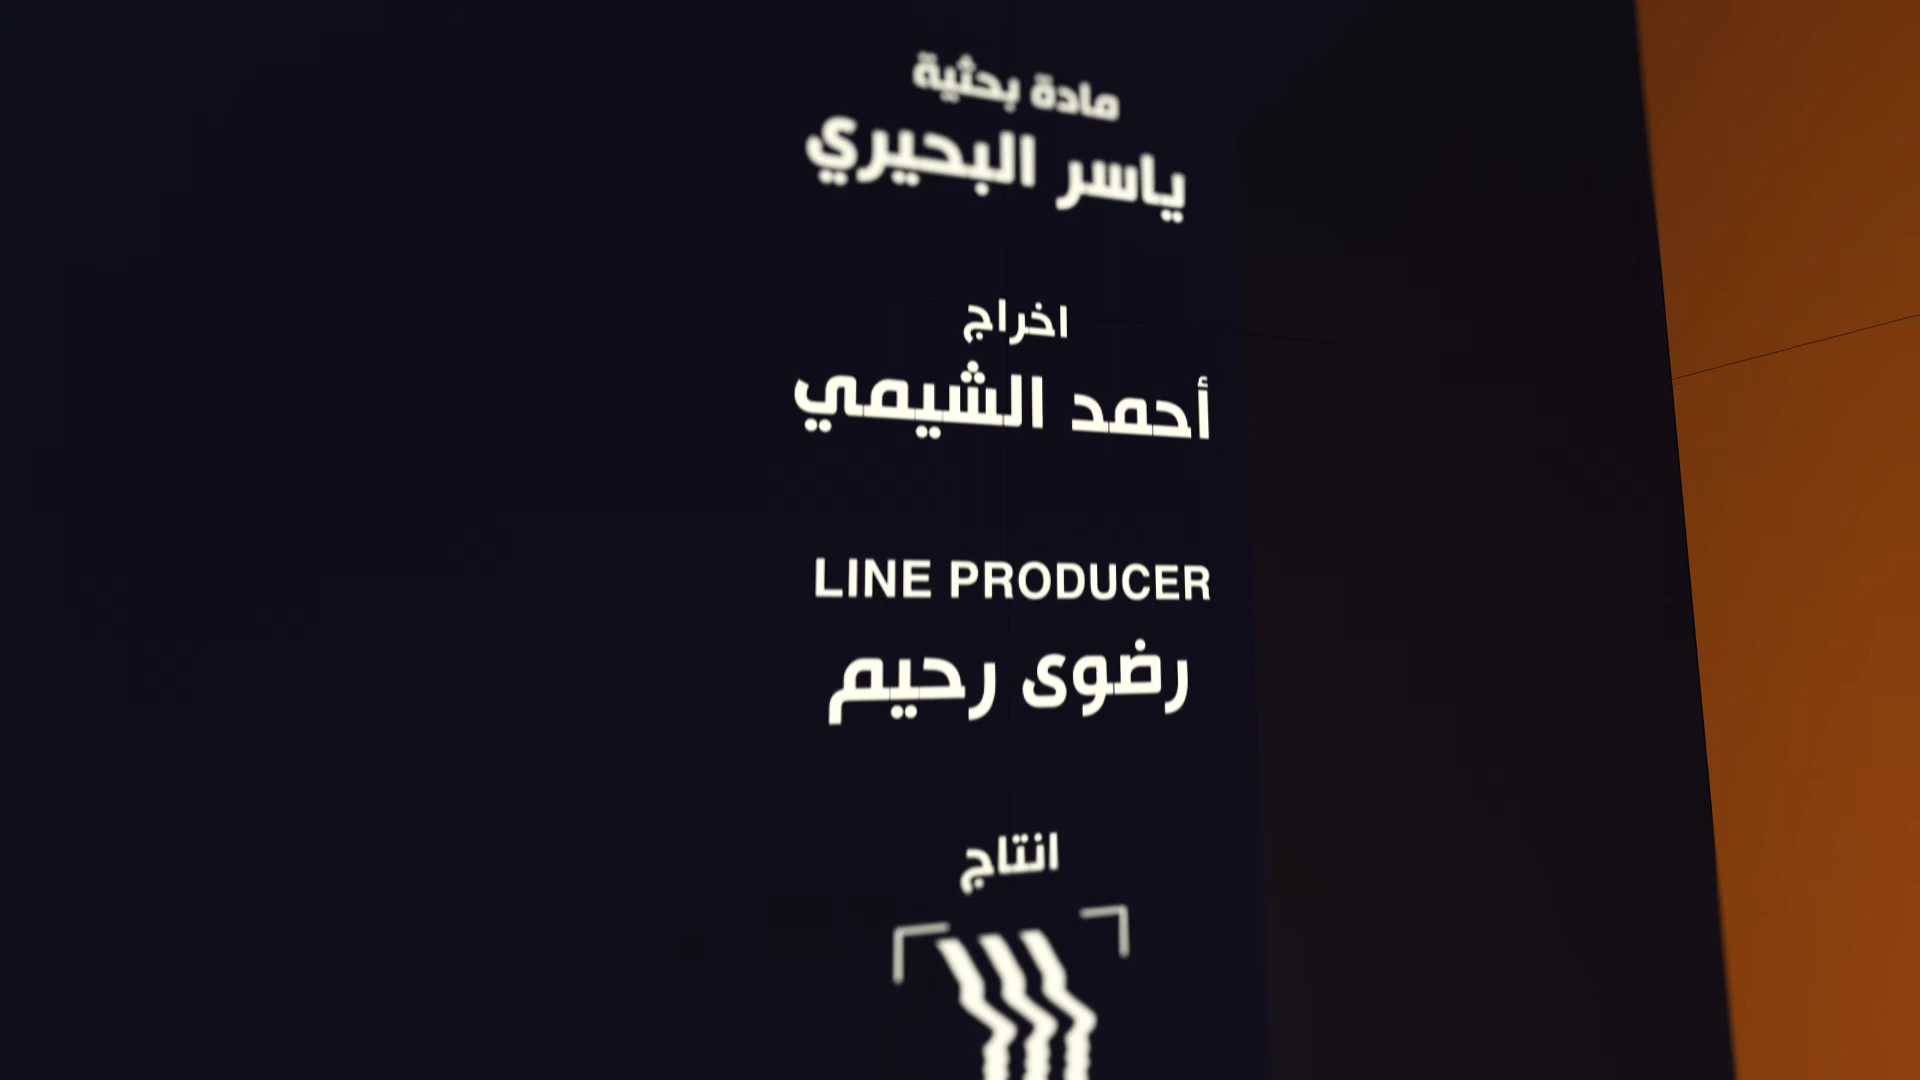 مادة بحثية
ياسر البحيري
اخراج
أحمد الشيمي
LINE PRODUCER
رضوى رحيم
انتاج